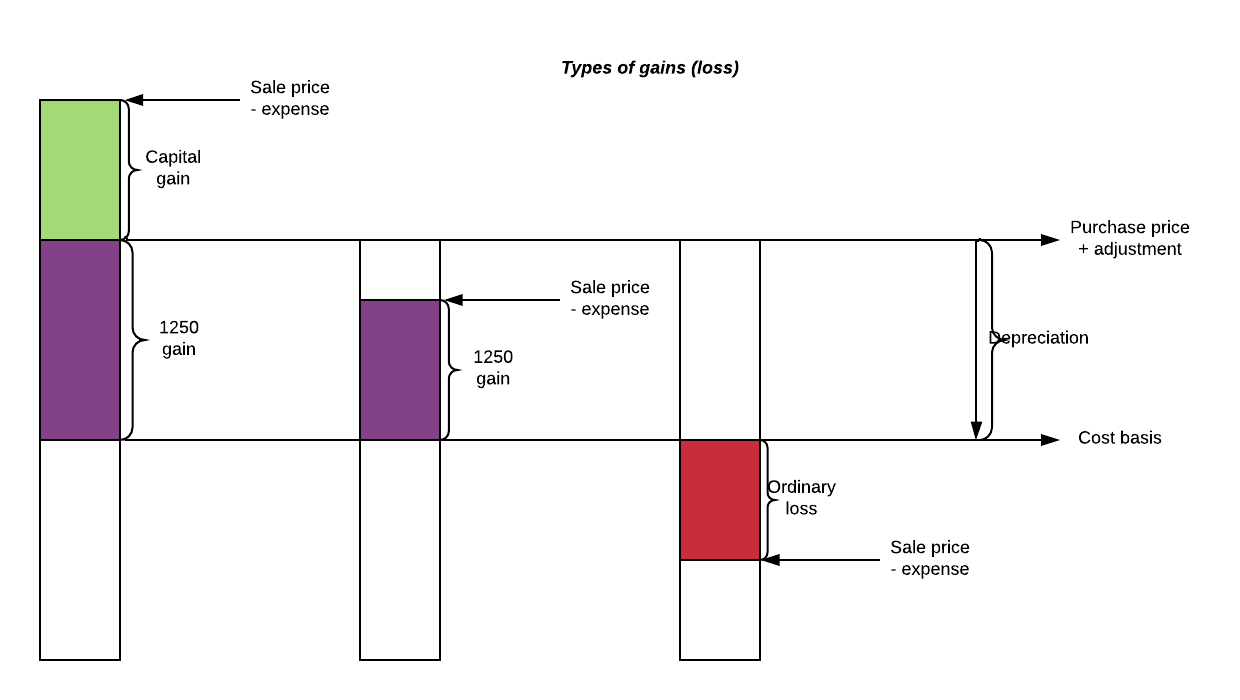 Types of gains (loss)
Sale price
- expense
Capital
gain
Purchase price
+ adjustment
Sale price
- expense
1250
gain
1250
gain
Depreciation
Cost basis
Ordinary
loss
Sale price
- expense